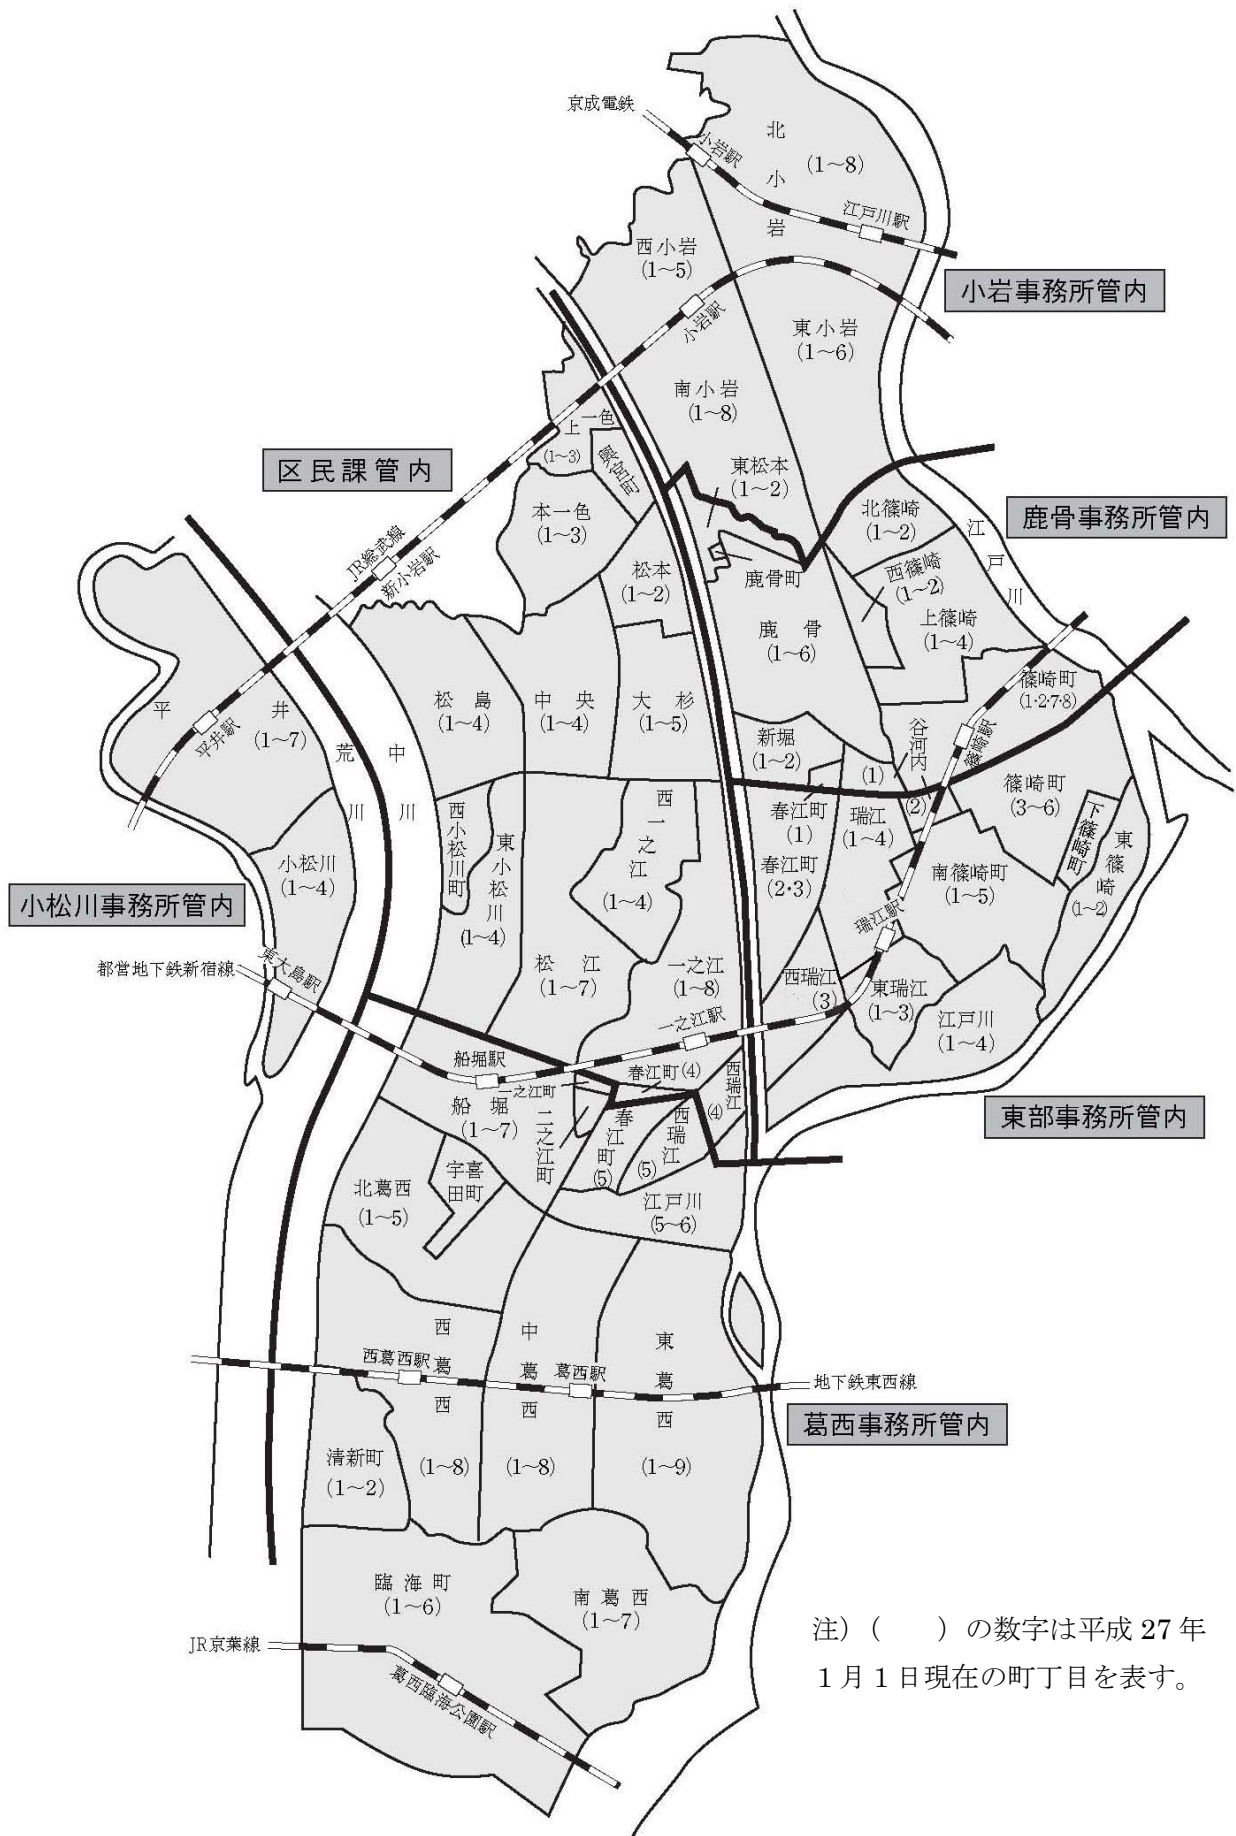 京成電鉄
小岩駅
北小岩
(1～8)
江戸川駅
西小岩
(1～5)
小岩事務所管内
小岩駅
東小岩
(1～6)
南小岩
(1～8)
上一色
(1～3)
興宮町
区民課管内
東松本
(1～2)
本一色
(1～3)
北篠崎
(1～2)
鹿骨事務所管内
江戸川
JR総武線
新小岩駅
松本
(1～2)
鹿骨町
西篠崎
(1～2)
鹿骨
(1～6)
上篠崎
(1～4)
篠崎町
(1･2･7･8)
平井
(1～7)
平井駅
荒川
中川
松島
(1～4)
中央
(1～4)
大杉
(1～5)
新堀
(1～2)
谷河内
(1)
(2)
篠崎駅
篠崎町
(3～6)
下篠崎町
東篠崎
(1～2)
西小松川町
東小松川
(1～4)
西一之江
(1～4)
春江町
(1)
瑞江
(1～4)
春江町
(2･3)
南篠崎町
(1～5)
小松川
(1～4)
小松川事務所管内
瑞江駅
都営地下鉄新宿線
東大島駅
松江
(1～7)
一之江
(1～8)
西瑞江
(3)
東瑞江
(1～3)
江戸川
(1～4)
一之江駅
船堀駅
春江町(4)
西瑞江
(4)
一之江町
船堀
(1～7)
二之江町
春江町
(5)
西瑞江
(5)
東部事務所管内
宇喜田町
北葛西
(1～5)
江戸川
(5～6)
西葛西
(1～8)
中葛西
(1～8)
東葛西
(1～9)
西葛西駅
葛西駅
地下鉄東西線
葛西事務所管内
清新町
(1～2)
臨海町
(1～6)
南葛西
(1～7)
JR京葉線
葛西臨海公園駅
注）（　　）の数字は平成 27 年
１月１日現在の町丁目を表す。